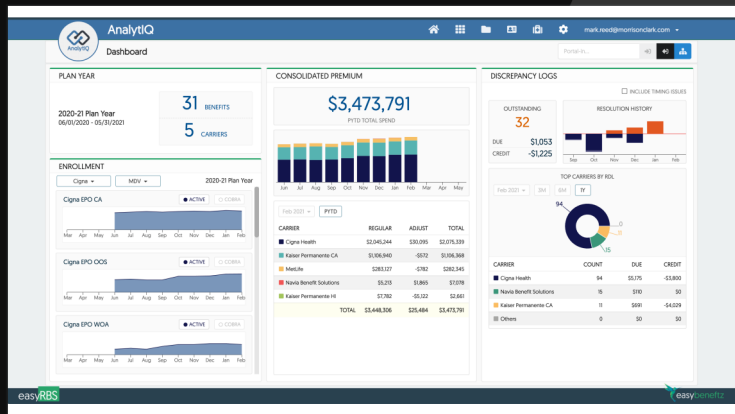 AnalytIQ
mark.reed@morrisonclark.com
AnalytIQ
Dashboard
Portal-in...
PLAN YEAR
2020-21 Plan Year
06/01/2020 - 05/31/2021
31 BENEFITS
5 CARRIERS
ENROLLMENT
Cigna
MDV
2020-21 Plan Year
Cigna EPO CA
ACTIVE
COBRA
Mar Apr May Jun Jul Aug Sep Oct Nov Dec Jan Feb
Cigna EPO OOS
ACTIVE
COBRA
Mar Apr May Jun Jul Aug Sep Oct Nov Dec Jan Feb
Cigna EPO WOA
ACTIVE
COBRA
Mar Apr May Jun Jul Aug Sep Oct Nov Dec Jan Feb
CONSOLIDATED PREMIUM
$3,473,791
PYTD TOTAL SPEND
Jun Jul Aug Sep Oct Nov Dec Jan Feb Mar Apr May
Feb 2021
PYTD
CARRIER REGULAR ADJUST TOTAL
Cigna Health $2,045,244 $30,095 $2,075,339
Kaiser Permanente CA $1,106,940 -$572 $1,106,368
MetLife $283,127 -$782 $282,345
Navia Benefit Solutions $5,213 $1,865 $7,078
Kaiser Permanente HI $7,782 -$5,122 $2,661
TOTAL $3,448,306 $25,484 $3,473,791
DISCREPANCY LOGS
INCLUDE TIMING ISSUES
OUTSTANDING
32
DUE $1,053
CREDIT -$1,225
RESOLUTION HISTORY
Sep Oct Nov Dec Jan Feb
TOP CARRIERS BY RDL
Feb 2021
3M
6M
1Y
94
0
11
15
CARRIER COUNT DUE CREDIT
Cigna Health 94 $5,175 -$3,800
Navia Benefit Solutions 15 $110 $0
Kaiser Permanente CA 11 $691 -$4,029
Others 0 $0 $0
easyRBS
easybeneftz